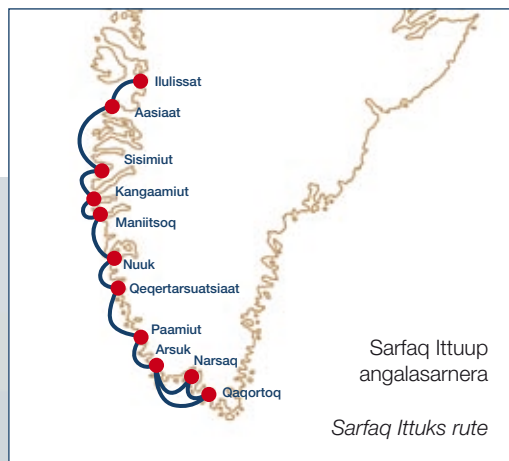 Ilulissat
Aasiaat
Sisimiut
Kangaamiut
Maniitsoq
Nuuk
Qeqertarsuatsiaat
Paamiut
Arsuk
Narsaq
Qaqortoq
Sarfaq Ittuup
angalasarnera
Sarfaq Ittuks rute